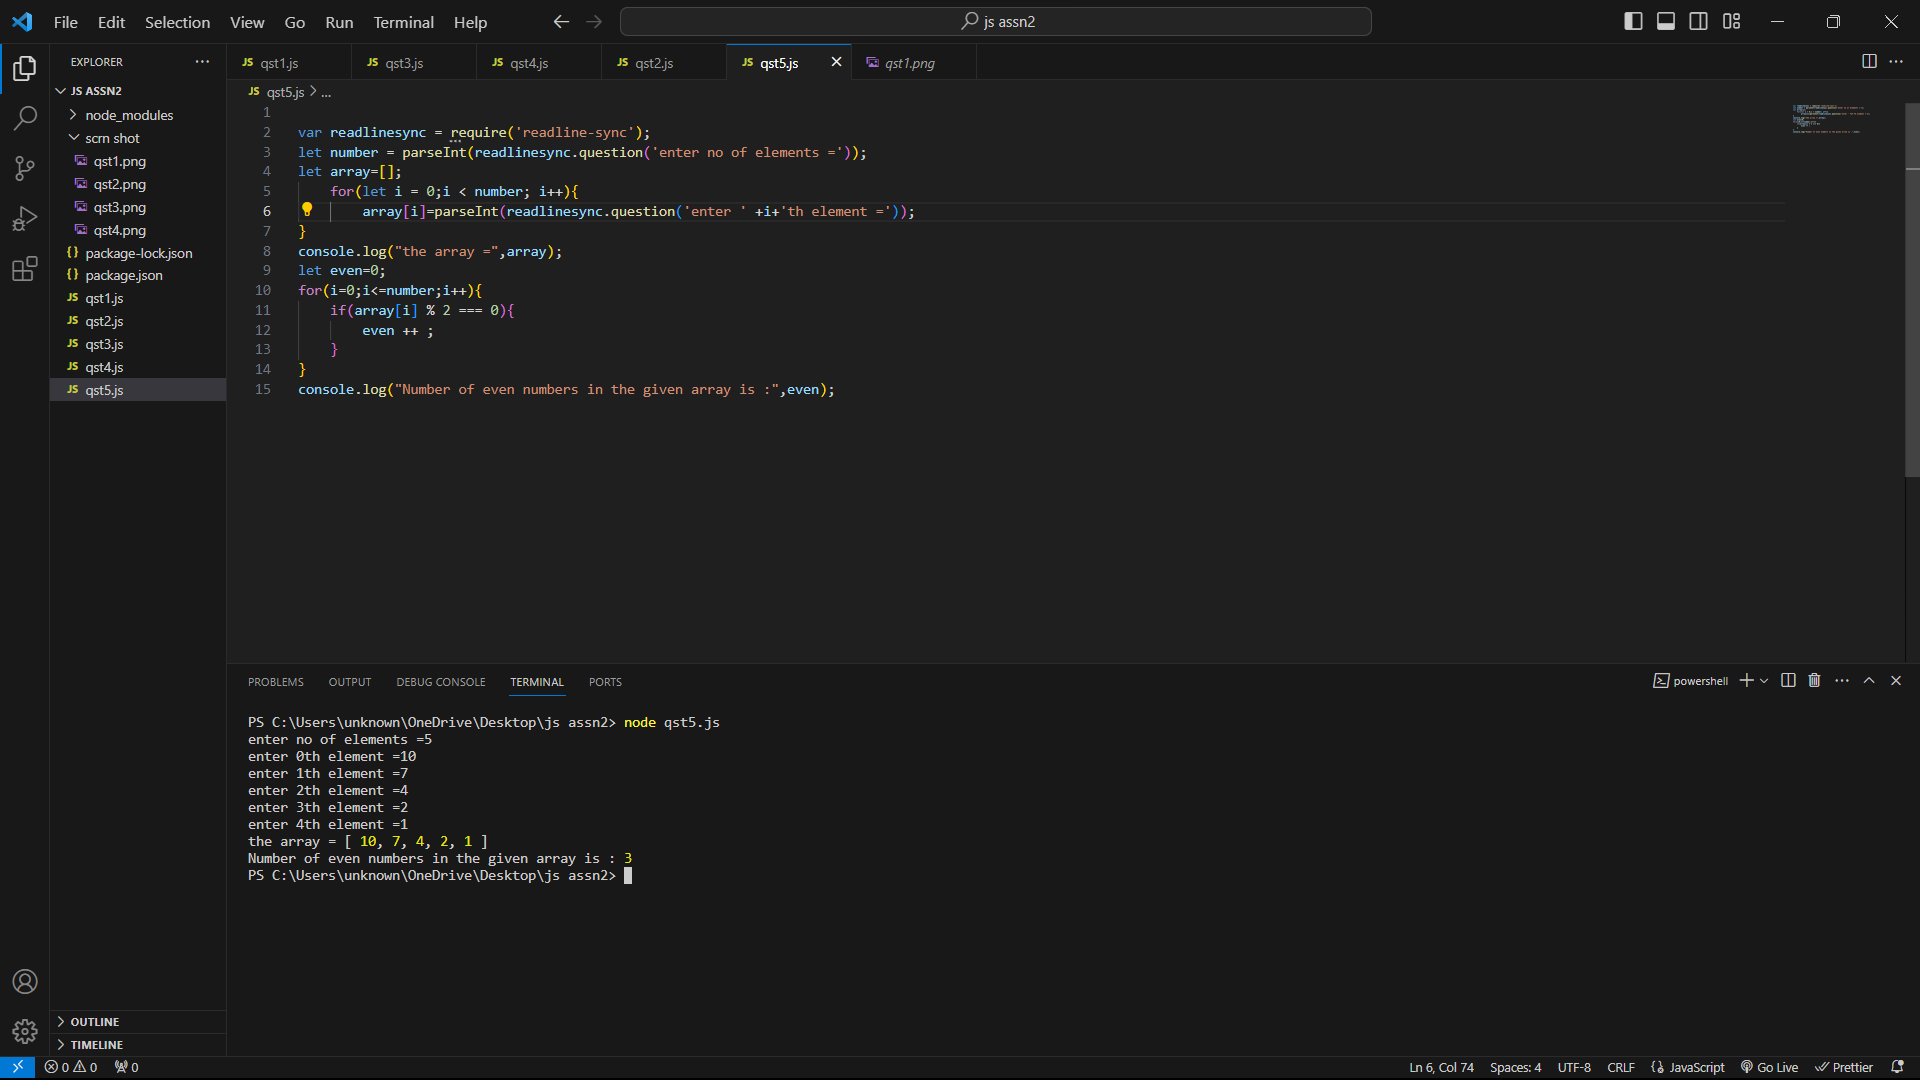 File Edit Selection View Go Run Terminal Help
js assn2
EXPLORER
JS ASSN2
node_modules
scrn shot
qst1.png
qst2.png
qst3.png
qst4.png
{} package-lock.json
{} package.json
JS qst1.js
JS qst2.js
JS qst3.js
JS qst4.js
JS qst5.js
OUTLINE
TIMELINE
JS qst1.js JS qst3.js JS qst4.js JS qst2.js JS qst5.js qst1.png
JS qst5.js > ...
1
2 var readlinesync = require('readline-sync');
3 let number = parseInt(readlinesync.question('enter no of elements ='));
4 let array=[];
5 for(let i = 0;i < number; i++){
6 array[i]=parseInt(readlinesync.question('enter ' +i+'th element ='));
7 }
8 console.log("the array =",array);
9 let even=0;
10 for(i=0;i<=number;i++){
11 if(array[i] % 2 === 0){
12 even ++ ;
13 }
14 }
15 console.log("Number of even numbers in the given array is :",even);
PROBLEMS OUTPUT DEBUG CONSOLE TERMINAL PORTS
powershell
PS C:\Users\unknown\OneDrive\Desktop\js assn2> node qst5.js
enter no of elements =5
enter 0th element =10
enter 1th element =7
enter 2th element =4
enter 3th element =2
enter 4th element =1
the array = [ 10, 7, 4, 2, 1 ]
Number of even numbers in the given array is : 3
PS C:\Users\unknown\OneDrive\Desktop\js assn2>
0 0 0
Ln 6, Col 74 Spaces: 4 UTF-8 CRLF {} JavaScript Go Live Prettier